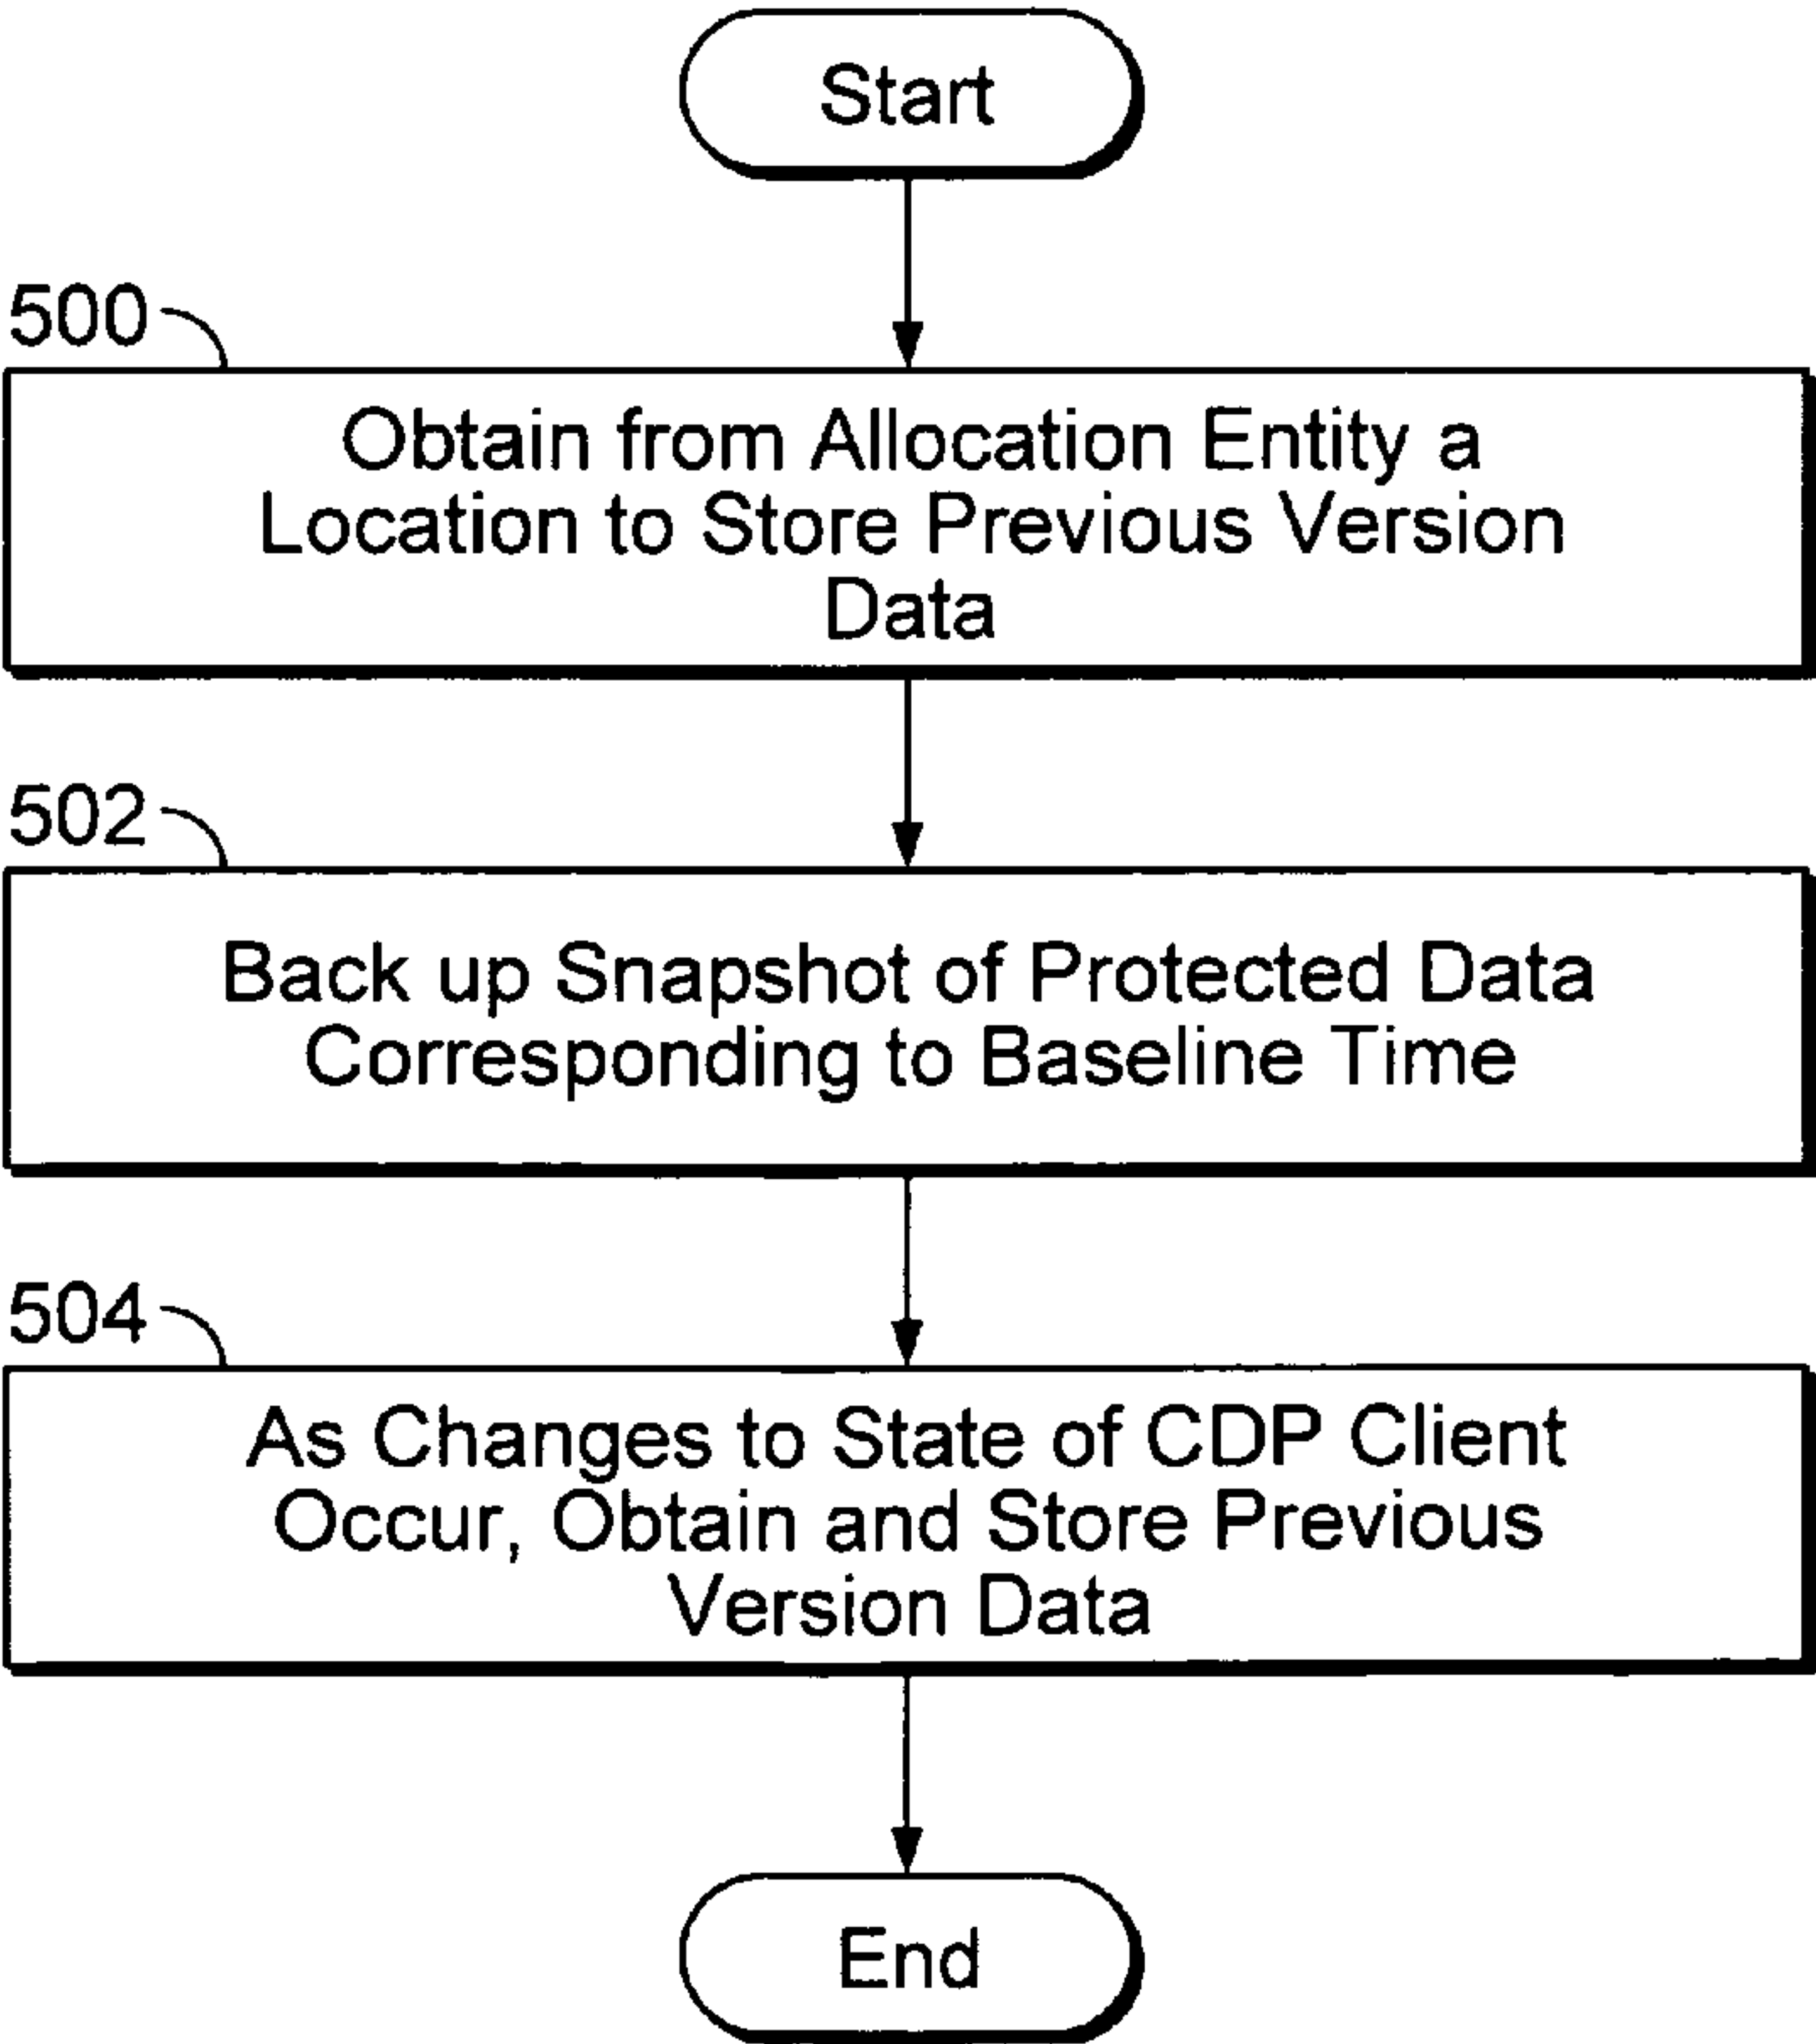 Start
500
Obtain from Allocation Entity a
Location to Store Previous Version
Data
502
Back up Snapshot of Protected Data
Corresponding to Baseline Time
504
As Changes to State of CDP Client
Occur, Obtain and Store Previous
Version Data
End